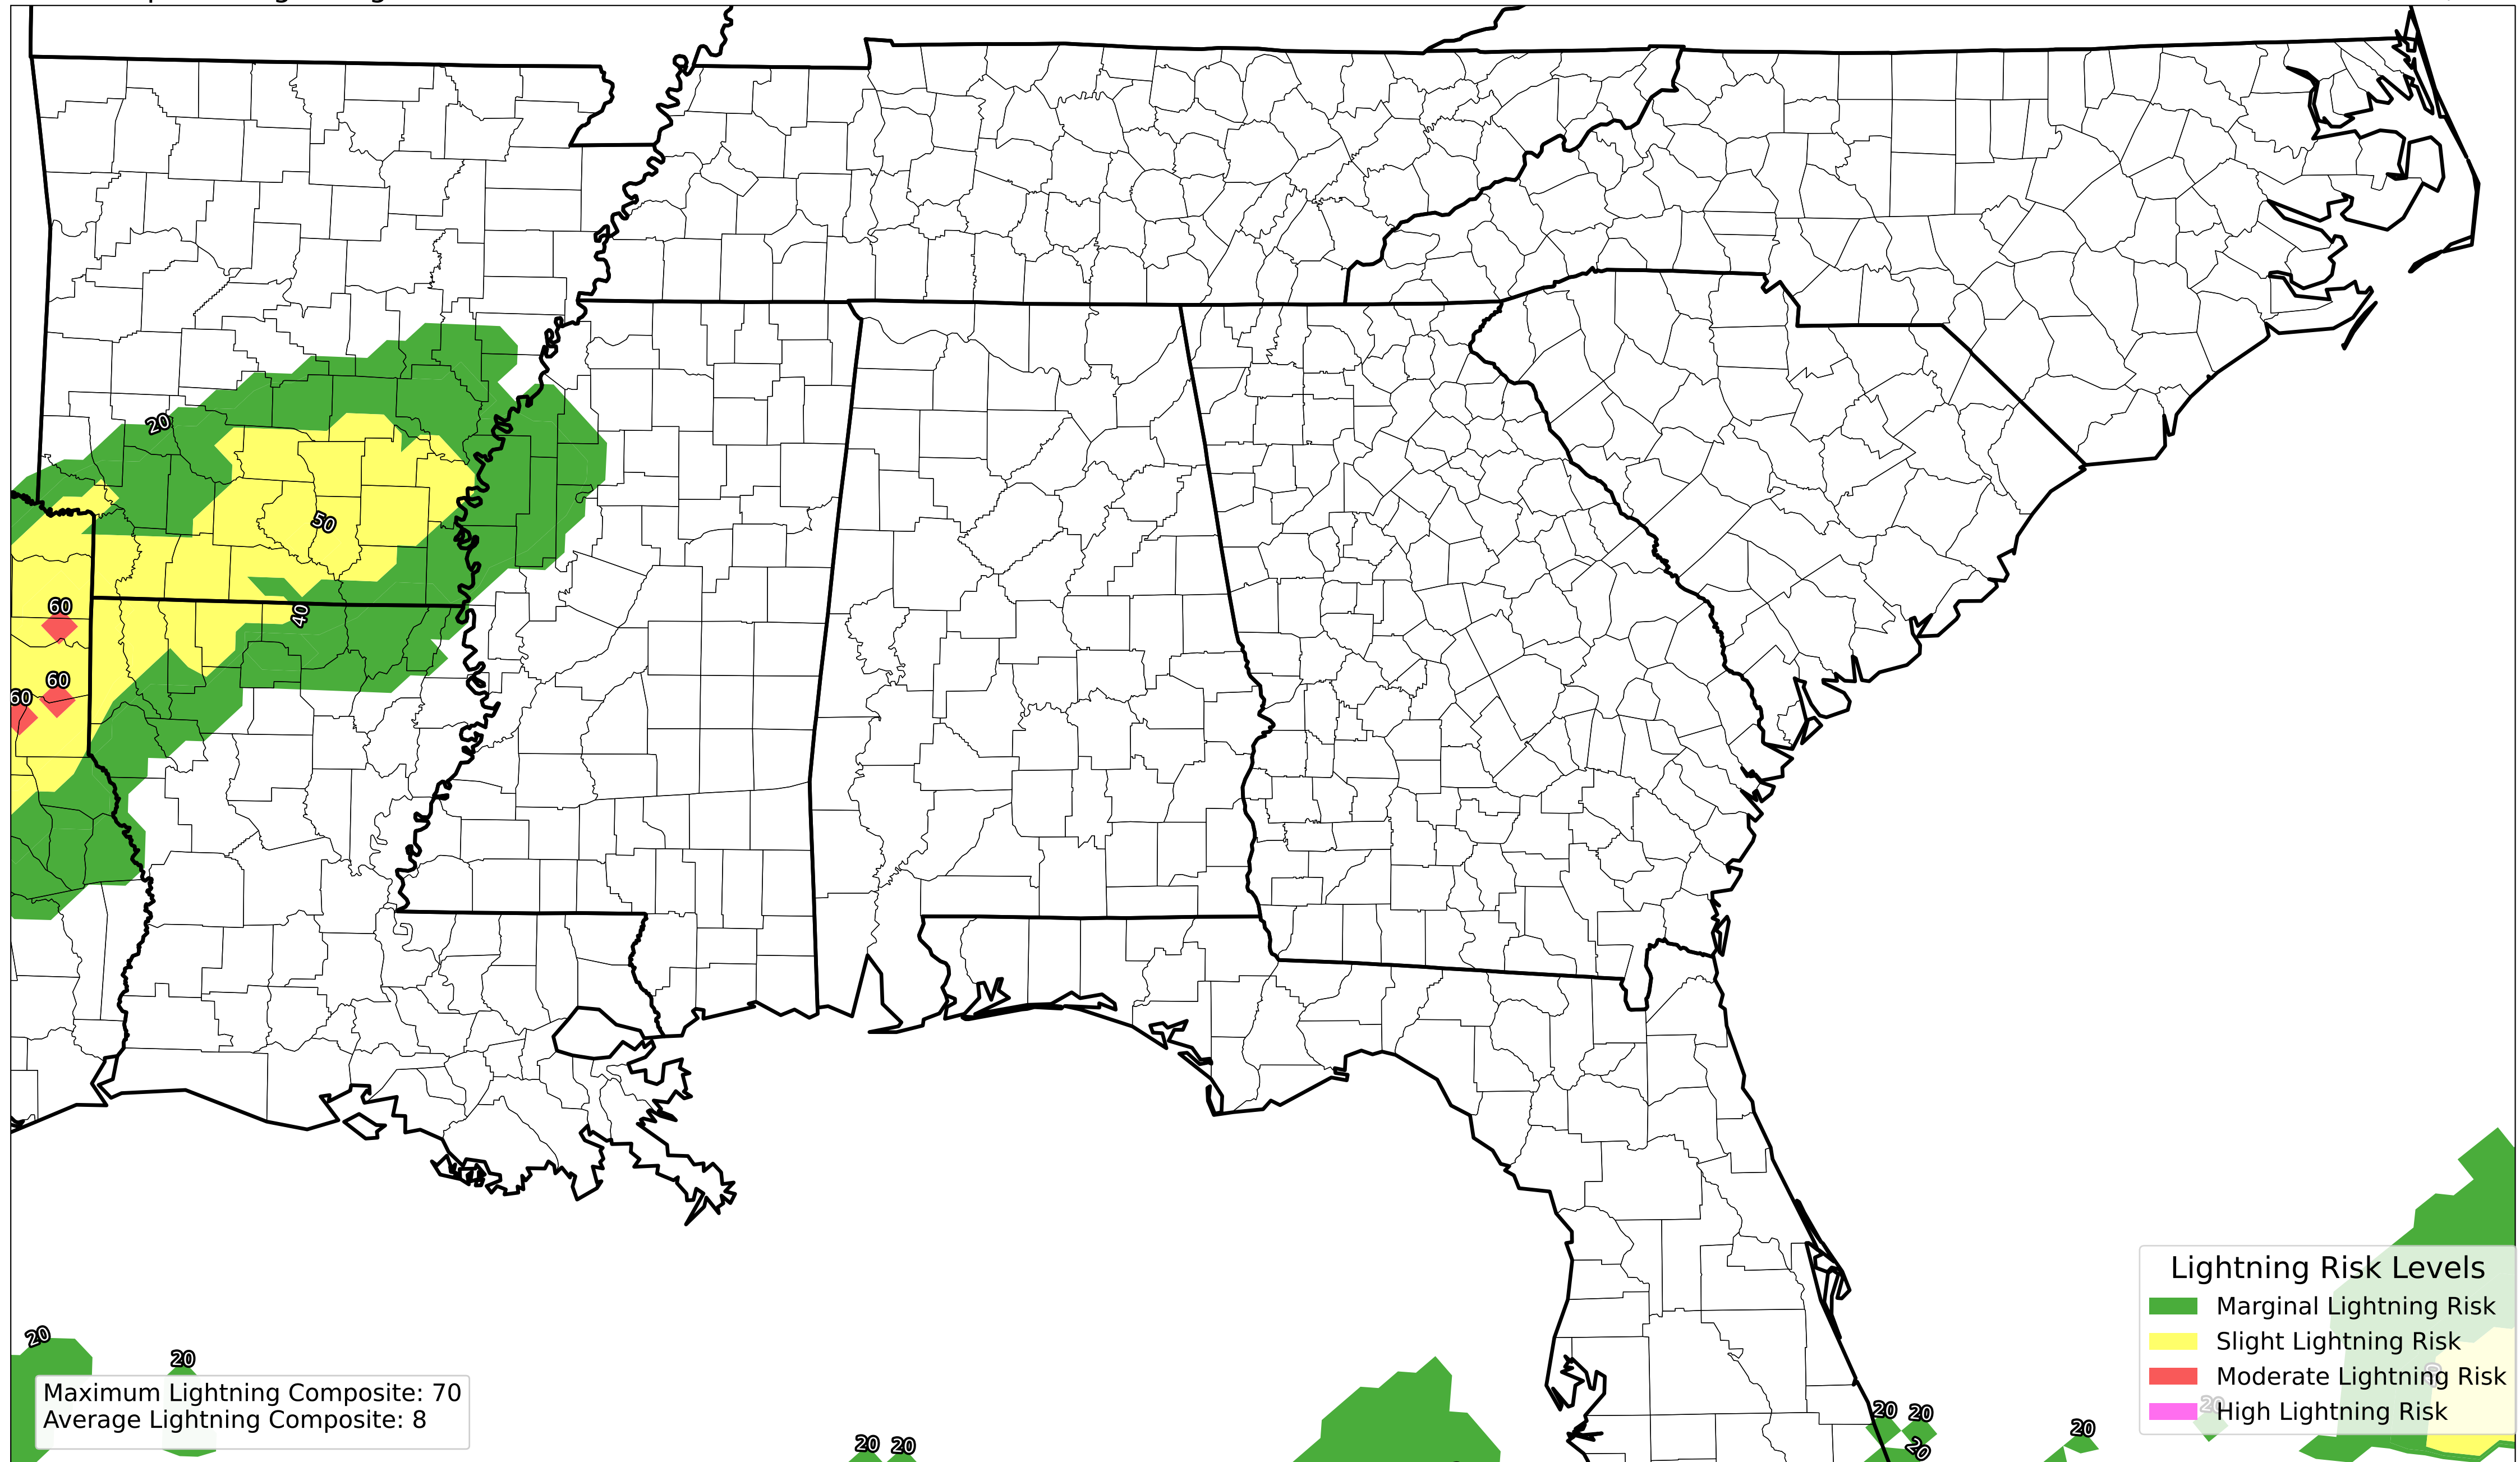 20
50
60
40
60
60
20
20
Maximum Lightning Composite: 70
Average Lightning Composite: 8
20
20
20
20
20
20
Lightning Risk Levels
Marginal Lightning Risk
Slight Lightning Risk
Moderate Lightning Risk
High Lightning Risk
20